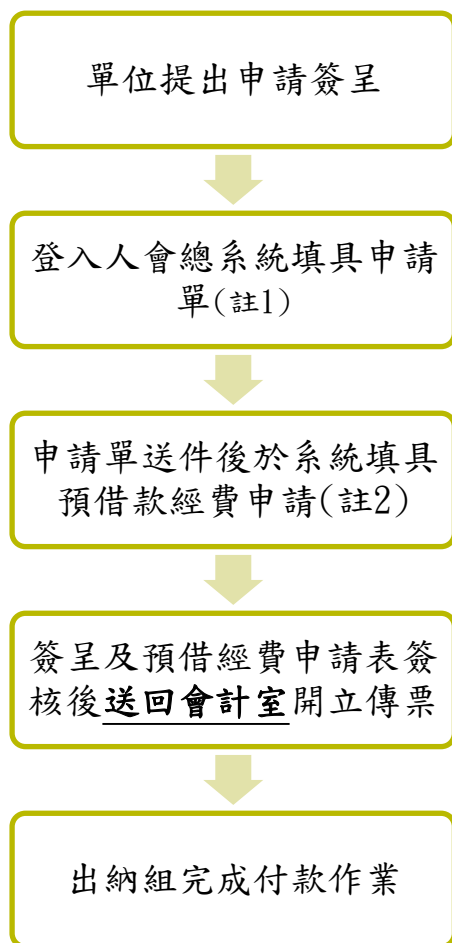 單位提出申請簽呈
登入人會總系統填具申請
單(註1)
申請單送件後於系統填具
預借款經費申請(註2)
簽呈及預借經費申請表簽
核後送回會計室開立傳票
出納組完成付款作業